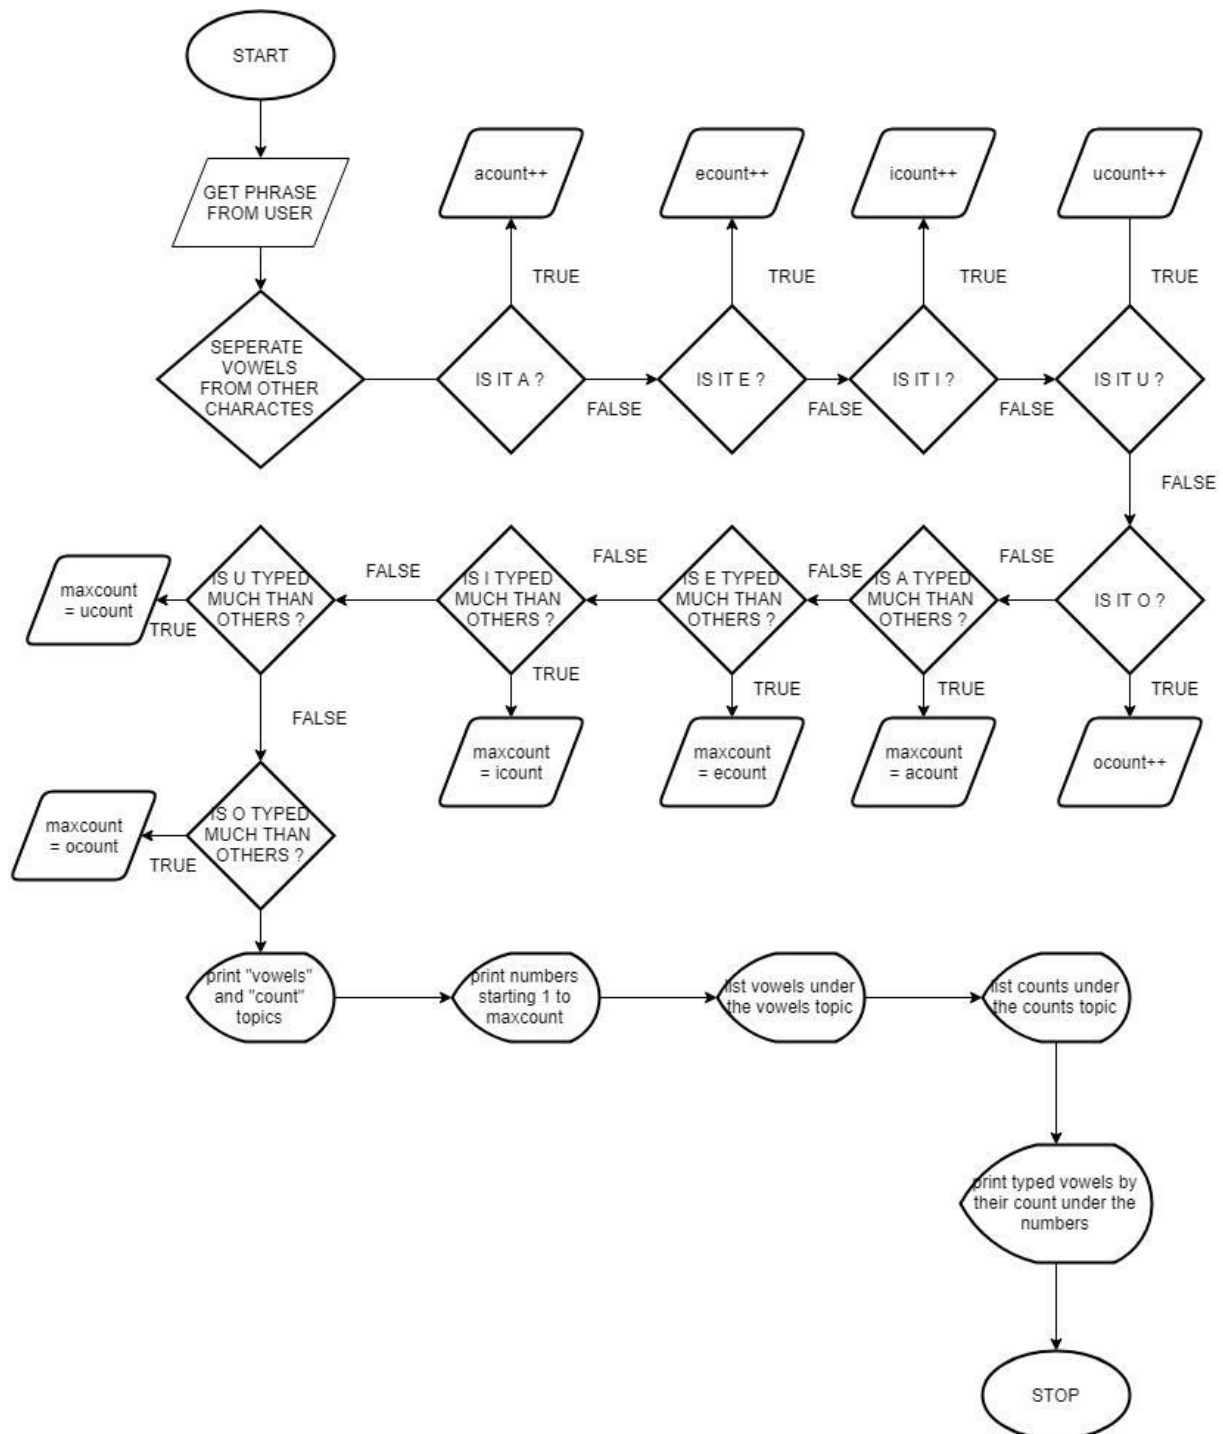 START
GET PHRASE
FROM USER
acount++
ecount++
icount++
ucount++
TRUE
TRUE
TRUE
TRUE
SEPERATE
VOWELS
FROM OTHER
CHARACTES
IS IT A ?
FALSE
IS IT E ?
FALSE
IS IT I ?
FALSE
IS IT U ?
FALSE
IS IT O ?
TRUE
ocount++
FALSE
IS A TYPED
MUCH THAN
OTHERS ?
TRUE
maxcount
= acount
FALSE
IS E TYPED
MUCH THAN
OTHERS ?
TRUE
maxcount
= ecount
FALSE
IS I TYPED
MUCH THAN
OTHERS ?
TRUE
maxcount
= icount
FALSE
IS U TYPED
MUCH THAN
OTHERS ?
TRUE
maxcount
= ucount
FALSE
IS O TYPED
MUCH THAN
OTHERS ?
TRUE
maxcount
= ocount
print "vowels"
and "count"
topics
print numbers
starting 1 to
maxcount
list vowels under
the vowels topic
list counts under
the counts topic
print typed vowels by
their count under the
numbers
STOP